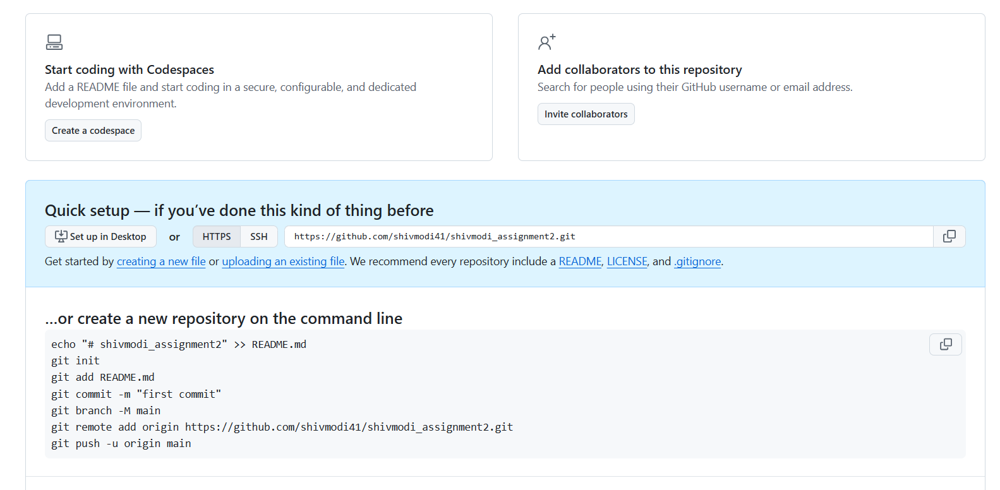 Start coding with Codespaces
Add a README file and start coding in a secure, configurable, and dedicated
development environment.
Create a codespace
Add collaborators to this repository
Search for people using their GitHub username or email address.
Invite collaborators
Quick setup — if you’ve done this kind of thing before
Set up in Desktop or HTTPS SSH https://github.com/shivmodi41/shivmodi_assignment2.git
Get started by creating a new file or uploading an existing file. We recommend every repository include a README, LICENSE, and .gitignore.
…or create a new repository on the command line
echo "# shivmodi_assignment2" >> README.md
git init
git add README.md
git commit -m "first commit"
git branch -M main
git remote add origin https://github.com/shivmodi41/shivmodi_assignment2.git
git push -u origin main